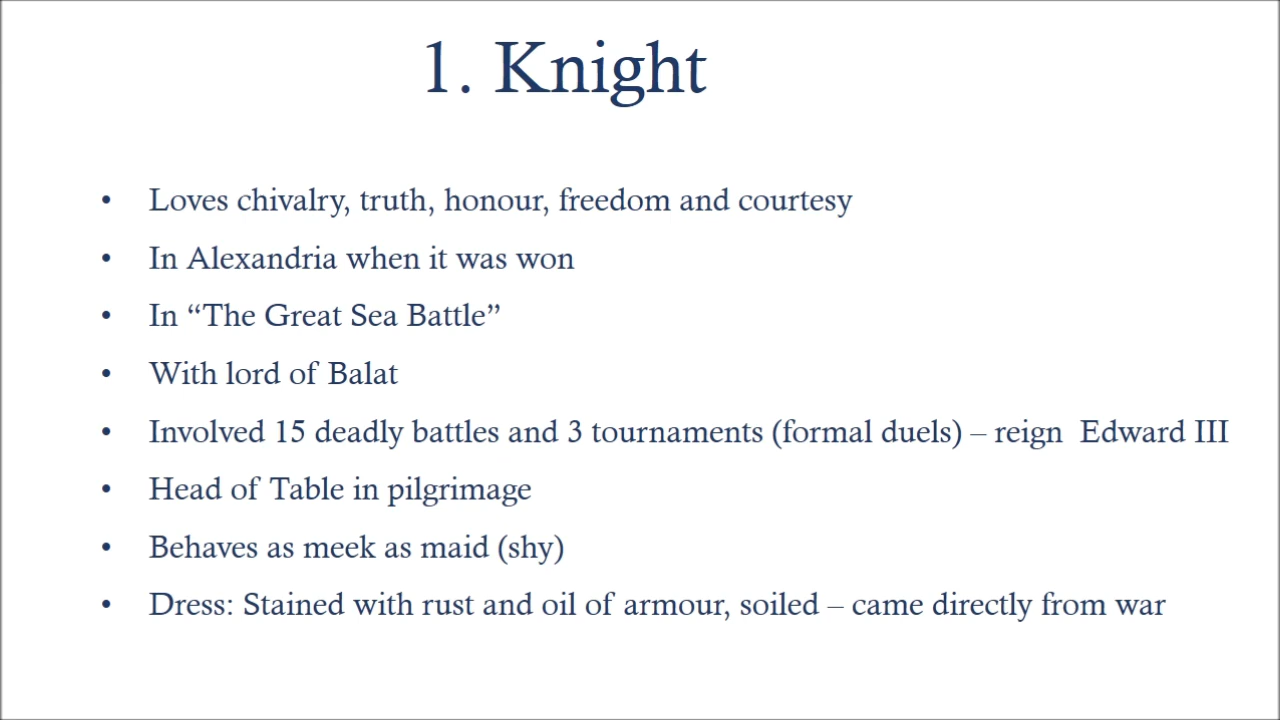 1. Knight
• Loves chivalry, truth, honour, freedom and courtesy
• In Alexandria when it was won
• In “The Great Sea Battle”
• With lord of Balat
• Involved 15 deadly battles and 3 tournaments (formal duels) – reign  Edward III
• Head of Table in pilgrimage
• Behaves as meek as maid (shy)
• Dress: Stained with rust and oil of armour, soiled – came directly from war